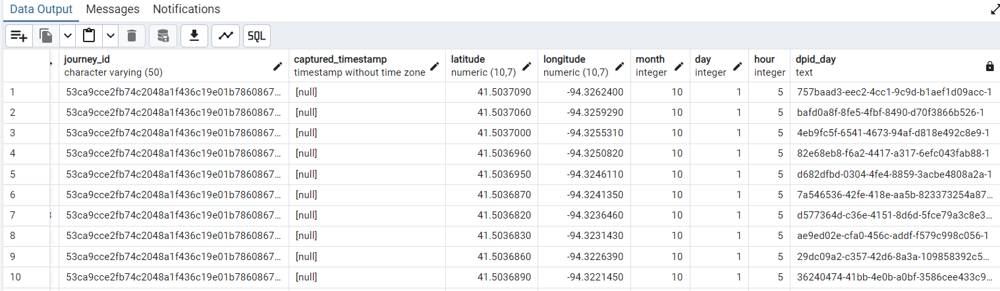 Data Output Messages Notifications
SQL
journey_id captured_timestamp latitude longitude month day hour dpid_day
character varying (50) timestamp without time zone numeric (10,7) numeric (10,7) integer integer integer text
1 53ca9cce2fb74c2048a1f436c19e01b7860867... [null] 41.5037090 -94.3262400 10 1 5 757baad3-eec2-4cc1-9c9d-b1aef1d09acc-1
2 53ca9cce2fb74c2048a1f436c19e01b7860867... [null] 41.5037060 -94.3259290 10 1 5 bafd0a8f-8fe5-4fbf-8490-d70f3866b526-1
3 53ca9cce2fb74c2048a1f436c19e01b7860867... [null] 41.5037000 -94.3255310 10 1 5 4eb9fc5f-6541-4673-94af-d818e492c8e9-1
4 53ca9cce2fb74c2048a1f436c19e01b7860867... [null] 41.5036960 -94.3250820 10 1 5 82e68eb8-f6a2-4417-a317-6efc043fab88-1
5 53ca9cce2fb74c2048a1f436c19e01b7860867... [null] 41.5036950 -94.3246110 10 1 5 d682dfbd-0304-4fe4-8859-3acbe4808a2a-1
6 53ca9cce2fb74c2048a1f436c19e01b7860867... [null] 41.5036870 -94.3241350 10 1 5 7a546536-42fe-418e-aa5b-823373254a87...
7 53ca9cce2fb74c2048a1f436c19e01b7860867... [null] 41.5036820 -94.3236460 10 1 5 d577364d-c36e-4151-8d6d-5fce79a3c8e3...
8 53ca9cce2fb74c2048a1f436c19e01b7860867... [null] 41.5036830 -94.3231430 10 1 5 ae9ed02e-cfa0-456c-addf-f579c998c056-1
9 53ca9cce2fb74c2048a1f436c19e01b7860867... [null] 41.5036860 -94.3226390 10 1 5 29dc09a2-c357-42d6-8a3a-109858392c5...
10 53ca9cce2fb74c2048a1f436c19e01b7860867... [null] 41.5036890 -94.3221450 10 1 5 36240474-41bb-4e0b-a0bf-3586cee433c9...